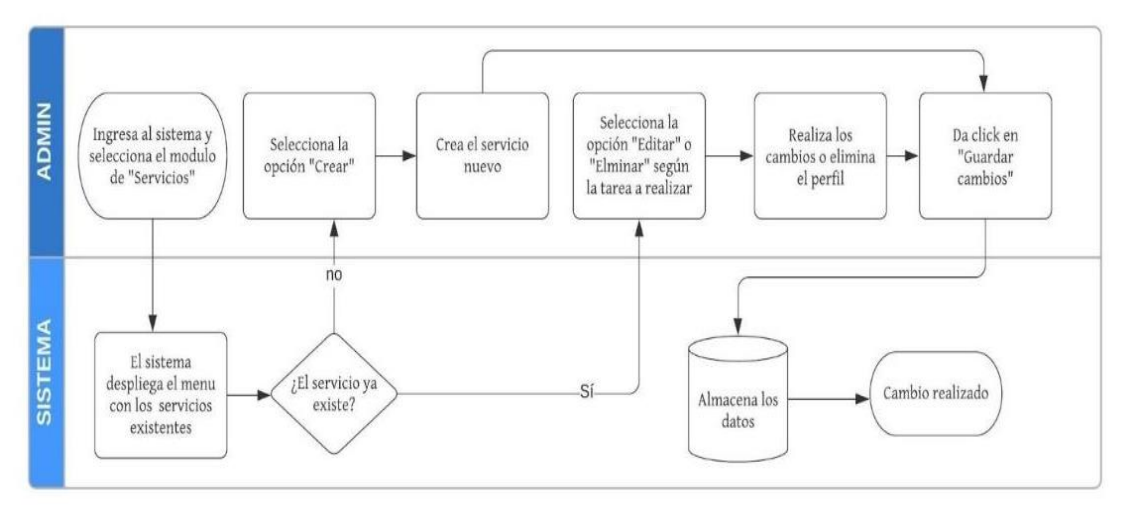 ADMIN
Ingresa al sistema y
selecciona el modulo
de "Servicios"
Selecciona la
opción "Crear"
Crea el servicio
nuevo
Selecciona la
opción "Editar" o
"Elminar" según
la tarea a realizar
Realiza los
cambios o elimina
el perfil
Da click en
"Guardar
cambios"
no
SISTEMA
El sistema
despliega el menu
con los servicios
existentes
¿El servicio ya
existe?
Sí
Almacena los
datos
Cambio realizado